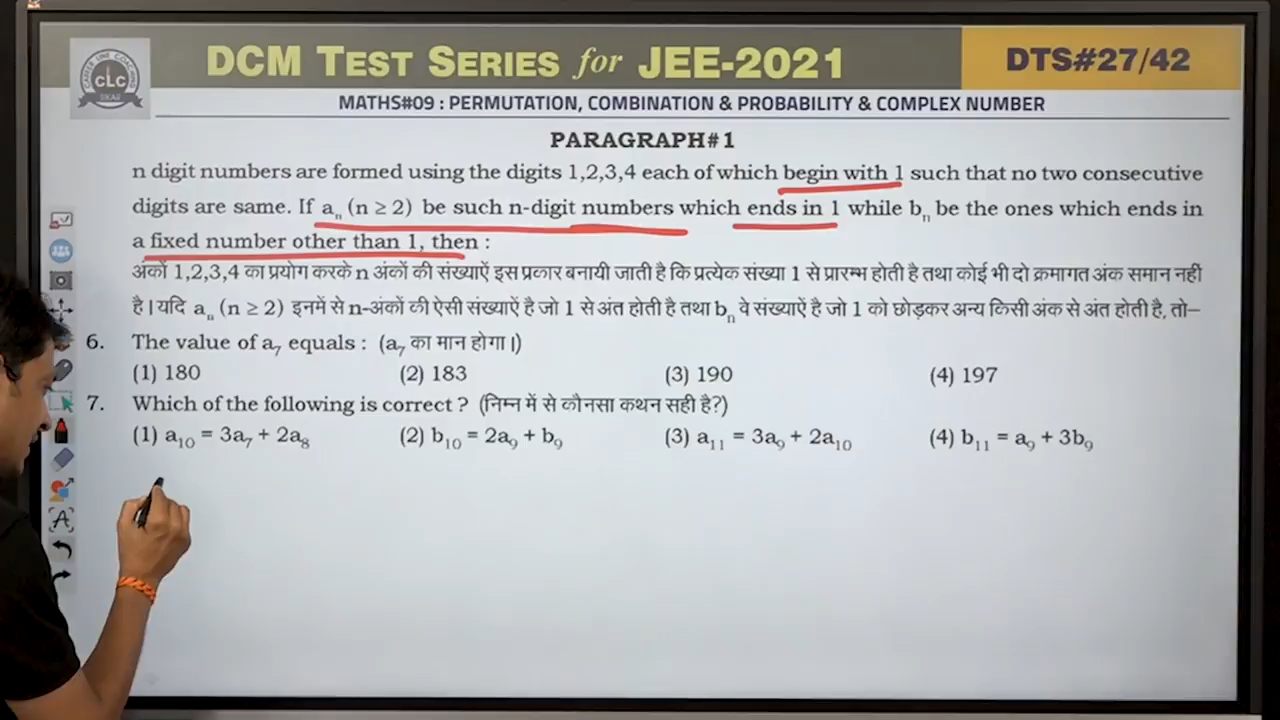 DCM TEST SERIES for JEE-2021
DTS#27/42
CAREER LINE COACHING
CLC
SIKAR
MATHS#09 : PERMUTATION, COMBINATION & PROBABILITY & COMPLEX NUMBER
PARAGRAPH# 1
n digit numbers are formed using the digits 1,2,3,4 each of which begin with 1 such that no two consecutive
digits are same. If aₙ (n ≥ 2) be such n-digit numbers which ends in 1 while bₙ be the ones which ends in
a fixed number other than 1, then :
अंकों 1,2,3,4 का प्रयोग करके n अंकों की संख्याऐं इस प्रकार बनायी जाती है कि प्रत्येक संख्या 1 से प्रारम्भ होती है तथा कोई भी दो क्रमागत अंक समान नहीं
है। यदि aₙ (n ≥ 2) इनमें से n-अंकों की ऐसी संख्याऐं है जो 1 से अंत होती है तथा bₙ वे संख्याऐं है जो 1 को छोड़कर अन्य किसी अंक से अंत होती है, तो–
6. The value of a₇ equals : (a₇ का मान होगा।)
(1) 180 (2) 183 (3) 190 (4) 197
7. Which of the following is correct ? (निम्न में से कौनसा कथन सही है?)
(1) a₁₀ = 3a₇ + 2a₈ (2) b₁₀ = 2a₉ + b₉ (3) a₁₁ = 3a₉ + 2a₁₀ (4) b₁₁ = a₉ + 3b₉
A